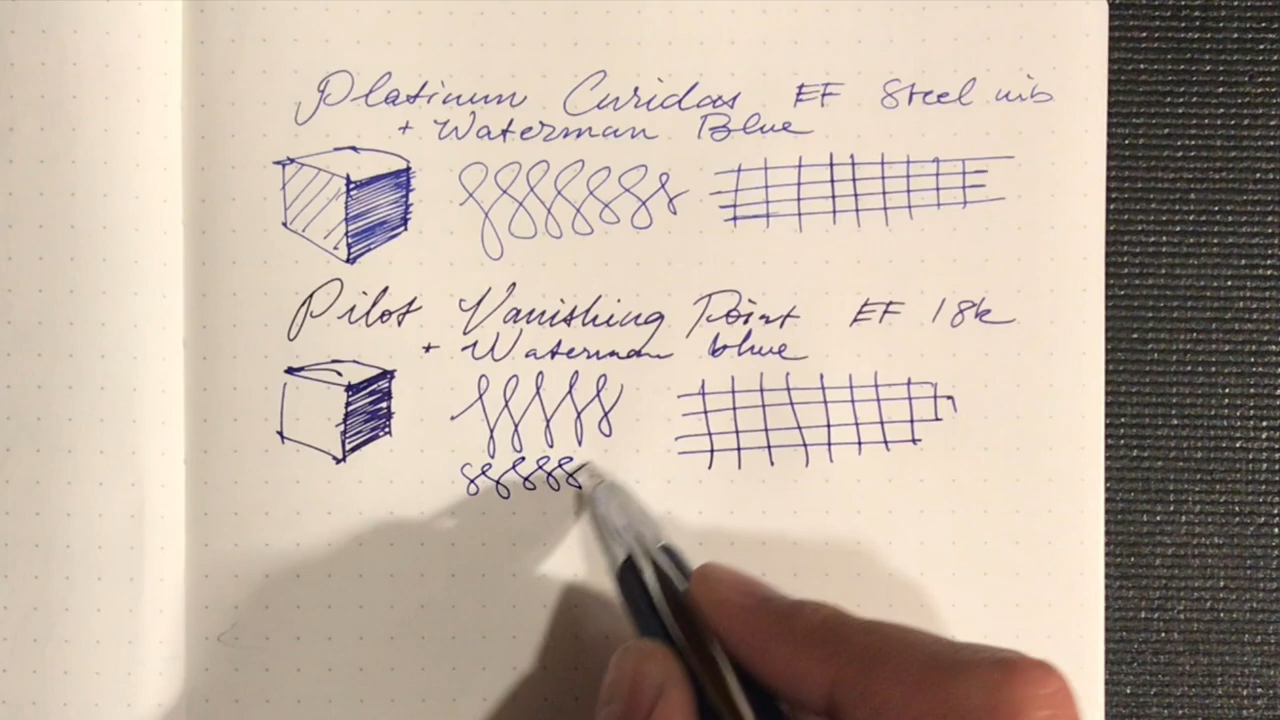 Platinum Curidas EF Steel nib
+ Waterman Blue
Pilot Vanishing Point EF 18k
+ Waterman blue